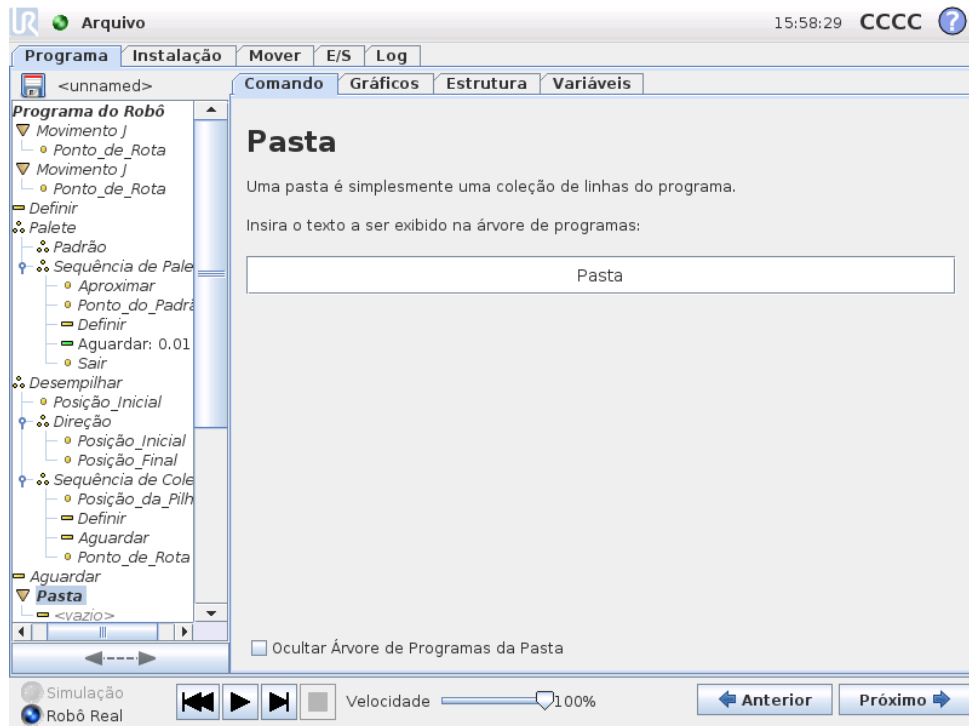 UR Arquivo 15:58:29 CCCC ?
Programa Instalação Mover E/S Log
<unnamed>
Comando Gráficos Estrutura Variáveis
Programa do Robô
Movimento J
Ponto_de_Rota
Movimento J
Ponto_de_Rota
Definir
Palete
Padrão
Sequência de Pale
Aproximar
Ponto_do_Padrã
Definir
Aguardar: 0.01
Sair
Desempilhar
Posição_Inicial
Direção
Posição_Inicial
Posição_Final
Sequência de Cole
Posição_da_Pilh
Definir
Aguardar
Ponto_de_Rota
Aguardar
Pasta
<vazio>
Pasta
Uma pasta é simplesmente uma coleção de linhas do programa.
Insira o texto a ser exibido na árvore de programas:
Pasta
Ocultar Árvore de Programas da Pasta
Simulação
Robô Real
Velocidade 100%
Anterior Próximo